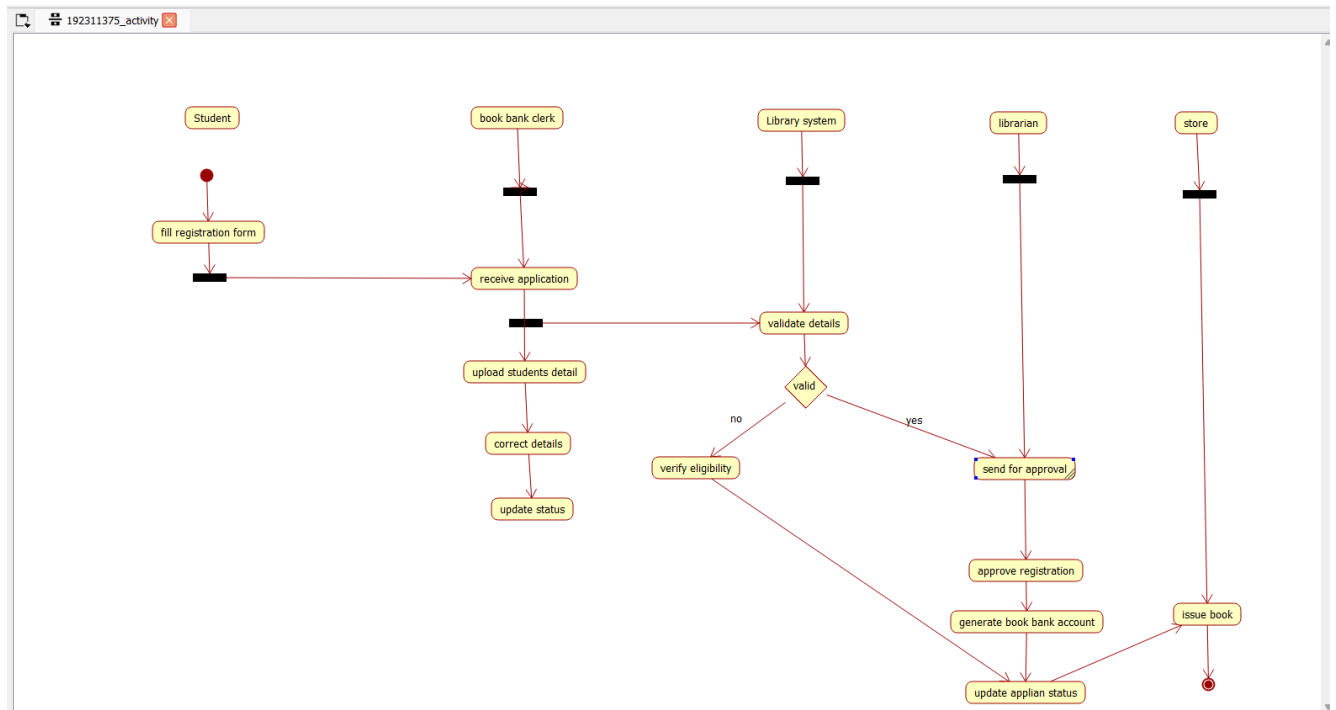 192311375_activity
Student
book bank clerk
Library system
librarian
store
fill registration form
receive application
validate details
upload students detail
valid
no
yes
correct details
verify eligibility
send for approval
update status
approve registration
generate book bank account
issue book
update applian status